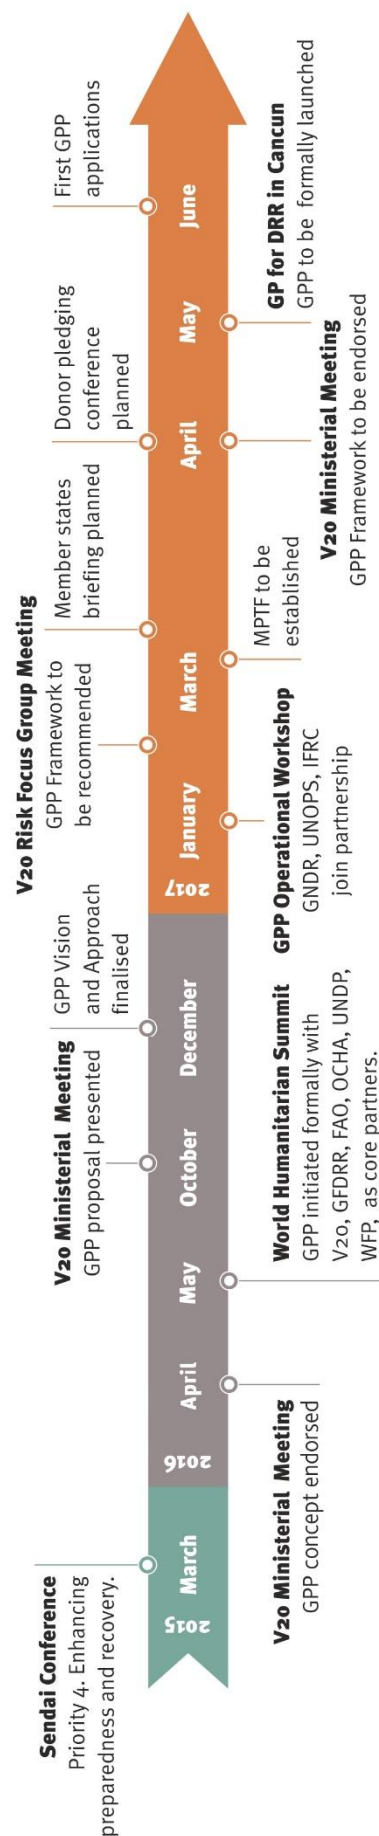 Sendai Conference
Priority 4. Enhancing
preparedness and recovery.
V20 Ministerial Meeting
GPP proposal presented
GPP Vision
and Approach
finalised
V20 Risk Focus Group Meeting
GPP Framework to
be recommended
Member states
briefing planned
Donor pledging
conference
planned
First GPP
applications
2015
March
2016
April
May
October
December
2017
January
March
April
May
June
V20 Ministerial Meeting
GPP concept endorsed
World Humanitarian Summit
GPP initiated formally with
V20, GFDRR, FAO, OCHA, UNDP,
WFP, as core partners.
GPP Operational Workshop
GNDR, UNOPS, IFRC
join partnership
MPTF to be
established
V20 Ministerial Meeting
GPP Framework to be endorsed
GP for DRR in Cancun
GPP to be formally launched